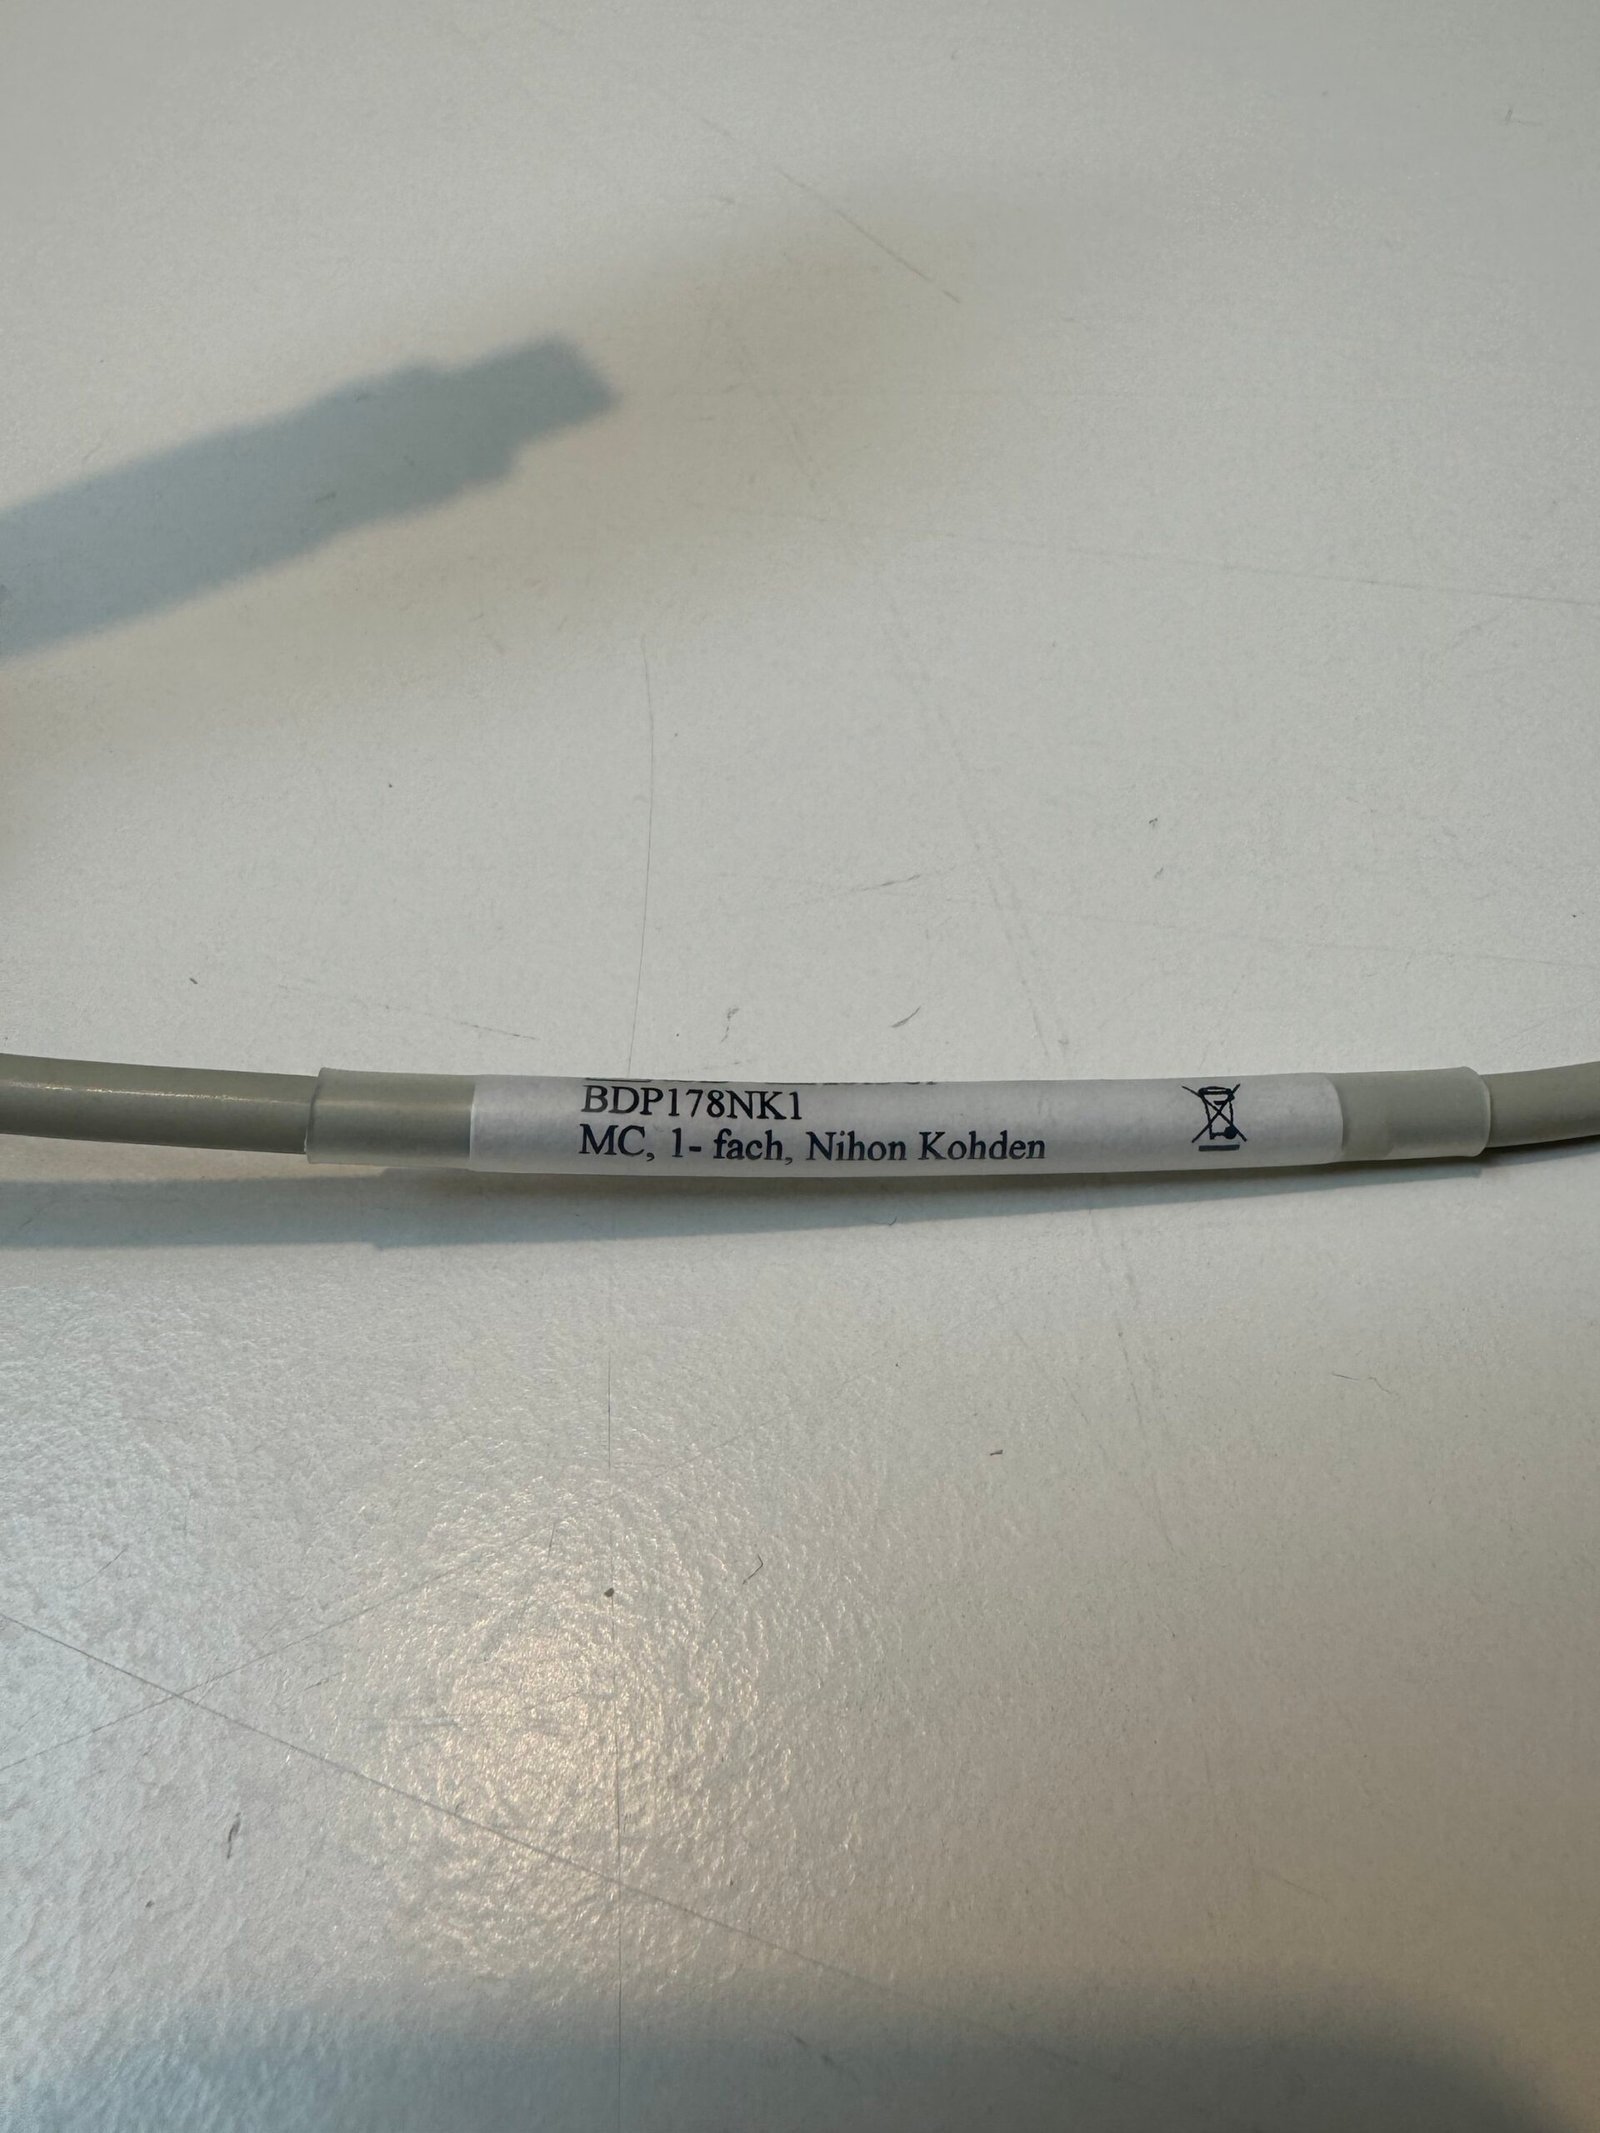 BDP178NK1
MC, 1- fach, Nihon Kohden